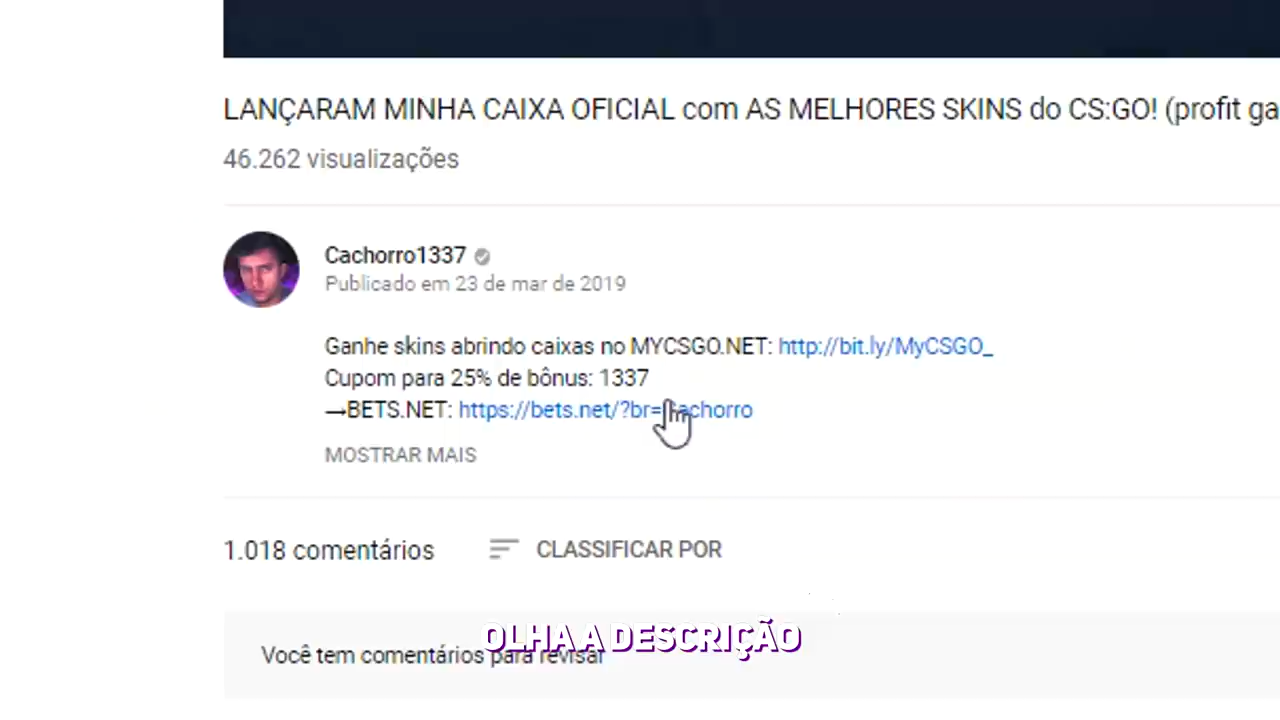 LANÇARAM MINHA CAIXA OFICIAL com AS MELHORES SKINS do CS:GO! (profit ga
46.262 visualizações
Cachorro1337
Publicado em 23 de mar de 2019
Ganhe skins abrindo caixas no MYCSGO.NET: http://bit.ly/MyCSGO_
Cupom para 25% de bônus: 1337
→BETS.NET: https://bets.net/?br=Cachorro
MOSTRAR MAIS
1.018 comentários
CLASSIFICAR POR
OLHA A DESCRIÇÃO
Você tem comentários para revisar